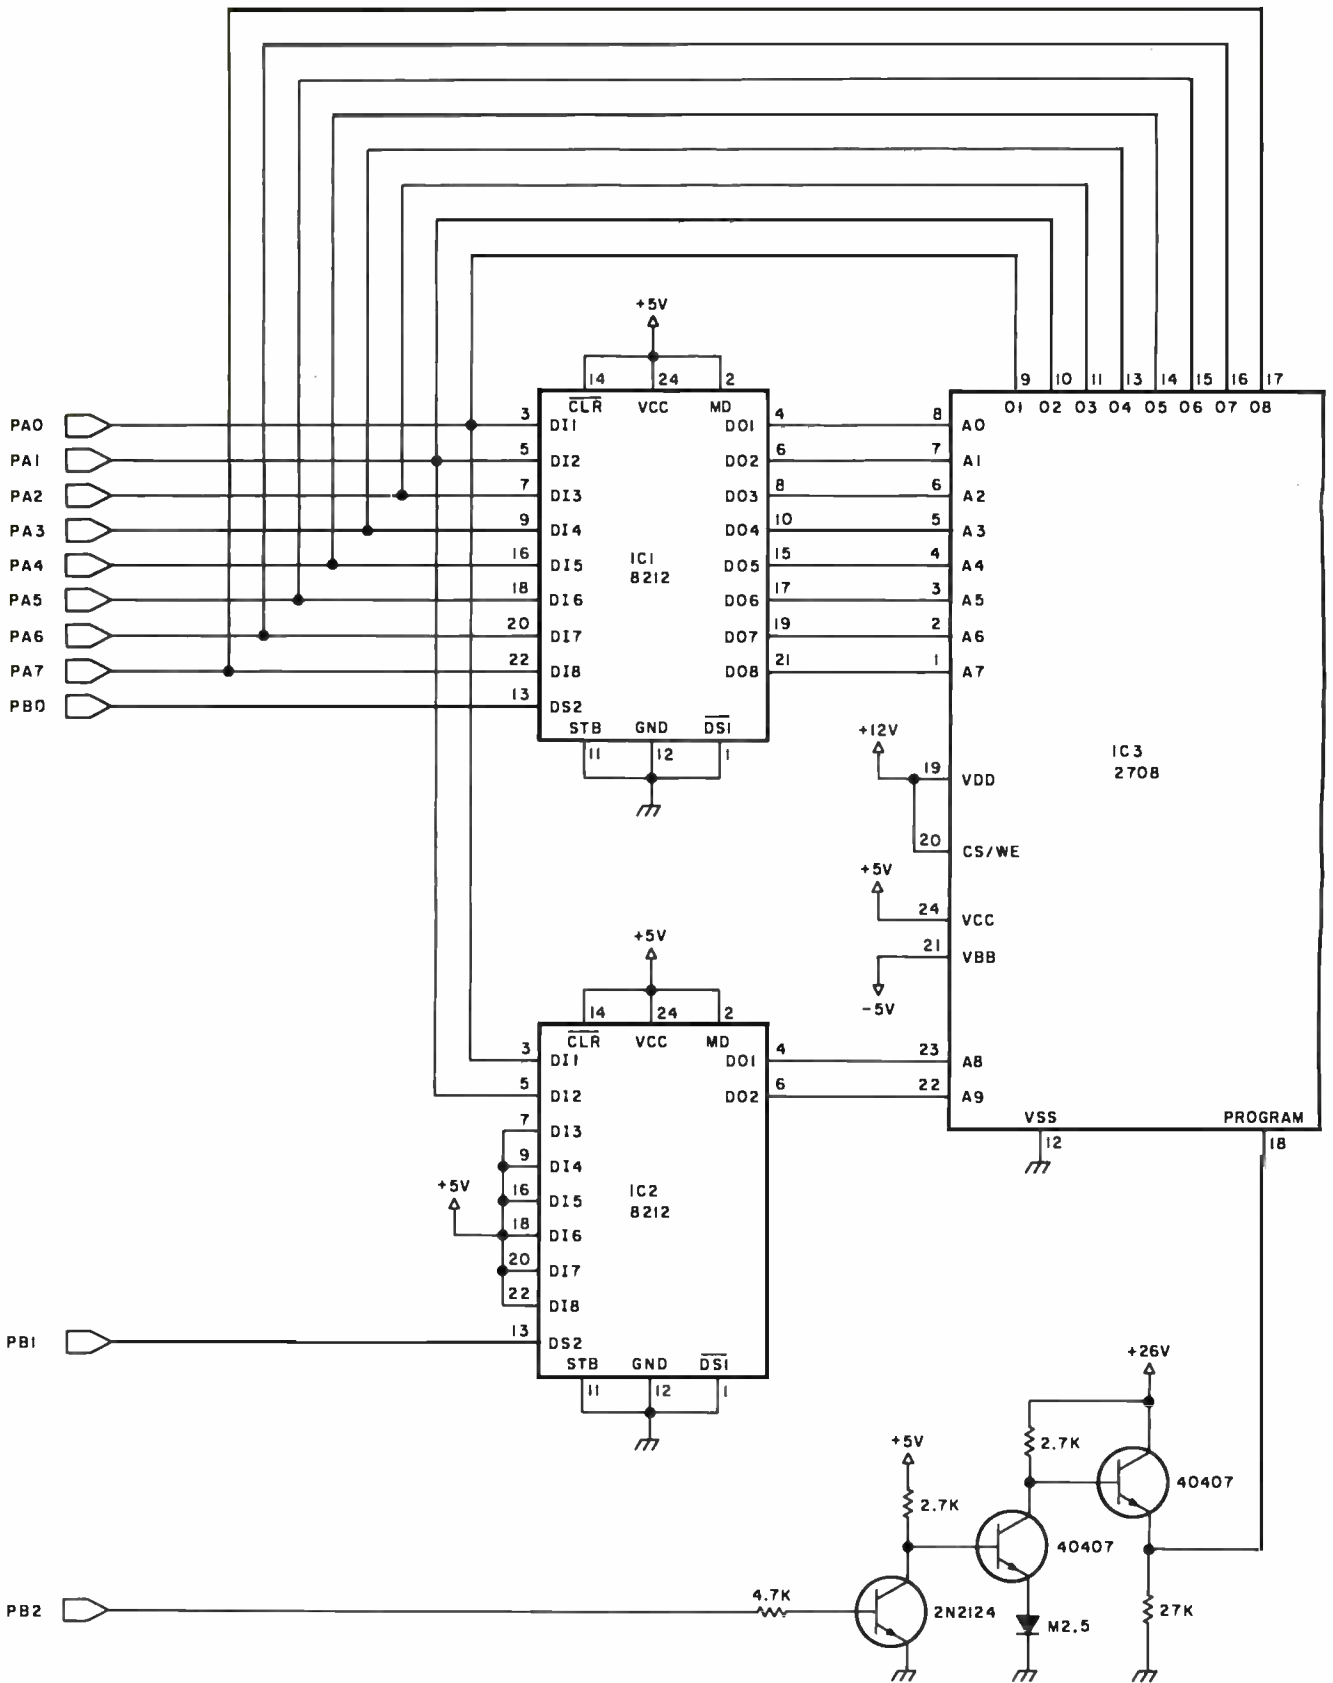 +5V
14 24 2
CLR VCC MD
PA0 3 DI1 DO1 4
PA1 5 DI2 DO2 6
PA2 7 DI3 DO3 8
PA3 9 DI4 DO4 10
PA4 16 DI5 DO5 15
PA5 18 DI6 DO6 17
PA6 20 DI7 DO7 19
PA7 22 DI8 DO8 21
PB0 13 DS2
IC1
8212
STB GND DS1
11 12 1
9 10 11 13 14 15 16 17
O1 O2 O3 O4 O5 O6 O7 O8
8 A0
7 A1
6 A2
5 A3
4 A4
3 A5
2 A6
1 A7
IC3
2708
+12V
19 VDD
20 CS/WE
+5V
24 VCC
21 VBB
-5V
23 A8
22 A9
VSS PROGRAM
12 18
+5V
14 24 2
CLR VCC MD
3 DI1 DO1 4
5 DI2 DO2 6
7 DI3
9 DI4
16 DI5
+5V
18 DI6
20 DI7
22 DI8
IC2
8212
PB1 13 DS2
STB GND DS1
11 12 1
+26V
+5V
2.7K
40407
2.7K
40407
PB2
4.7K
2N2124
M2.5
27K